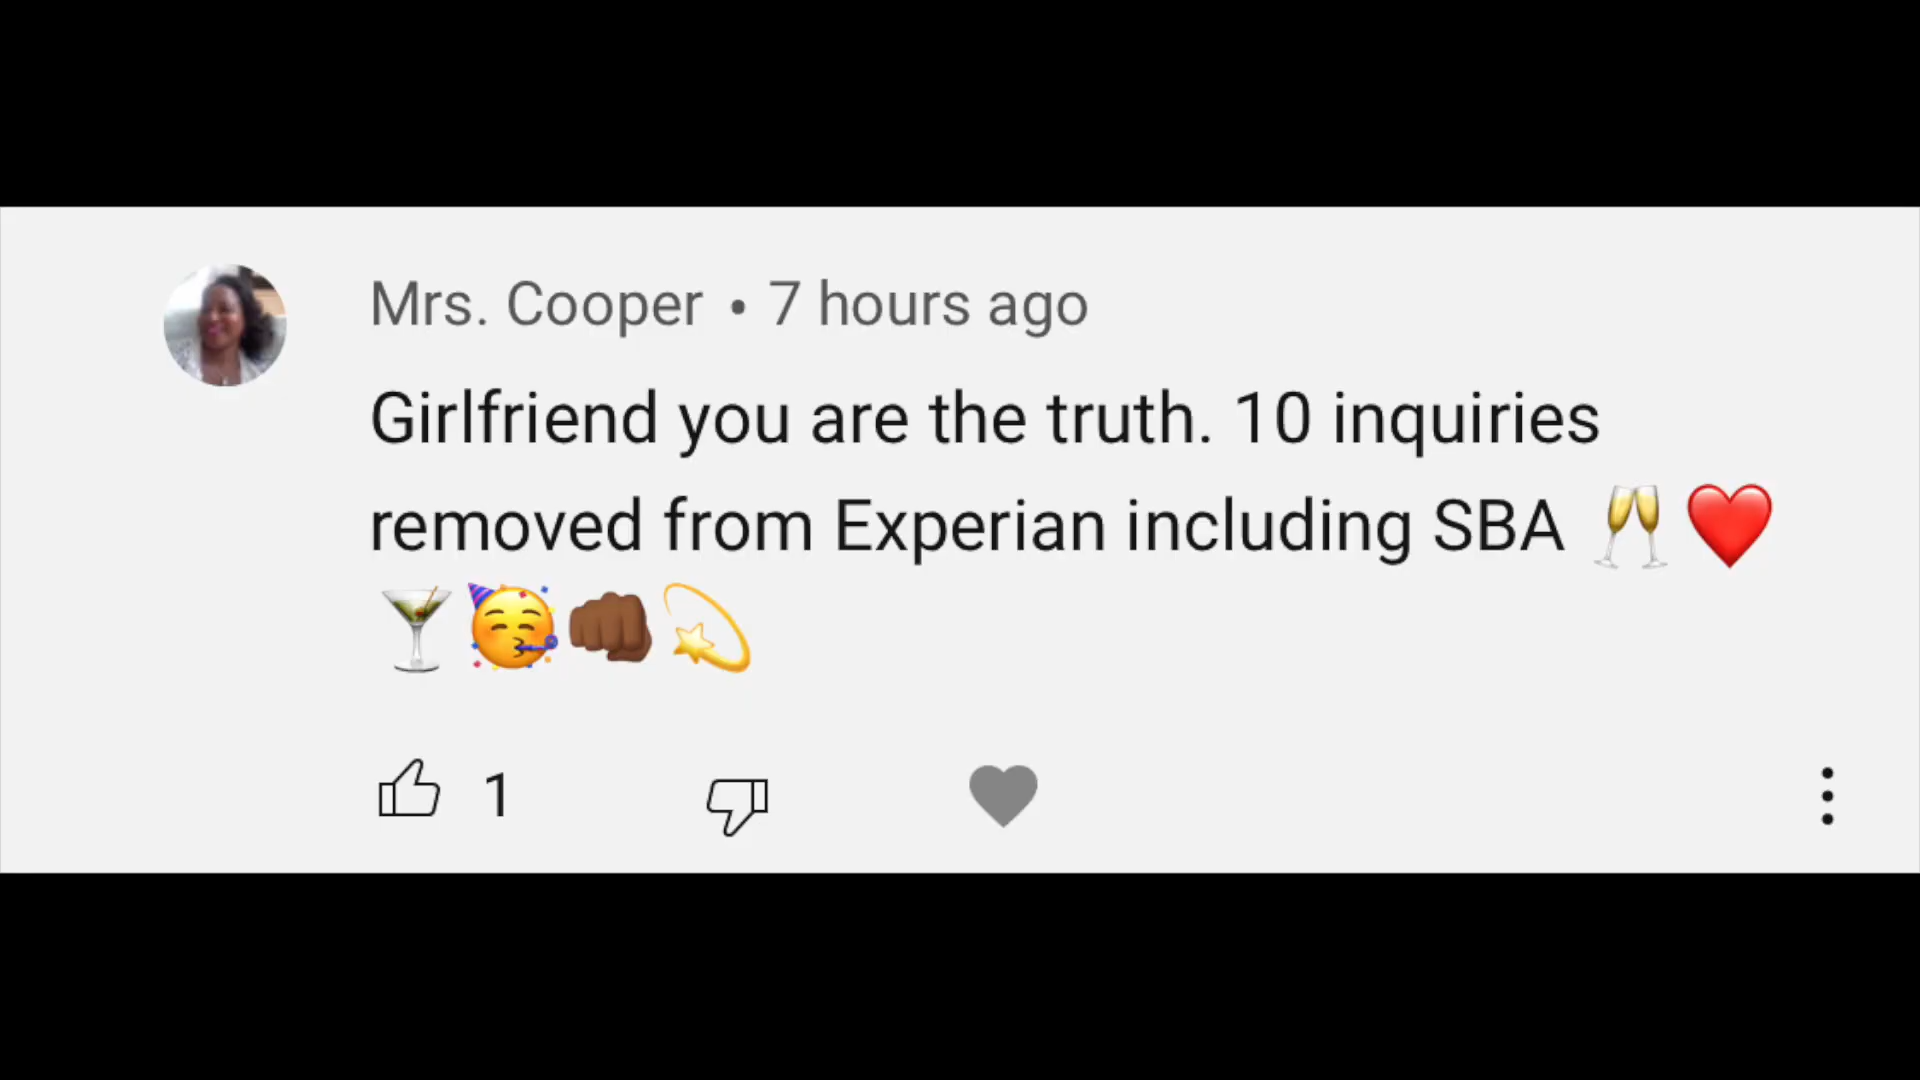 Mrs. Cooper • 7 hours ago
Girlfriend you are the truth. 10 inquiries
removed from Experian including SBA 🥂❤️
🍸🥳👊🏾💫
1